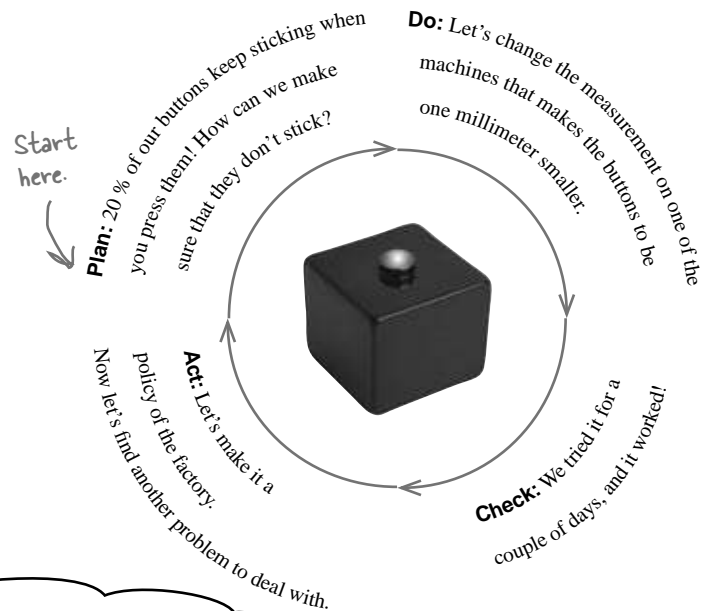 Start
here.
Plan: 20 % of our buttons keep sticking when
you press them! How can we make
sure that they don’t stick?
Do: Let’s change the measurement on one of the
machines that makes the buttons to be
one millimeter smaller.
Check: We tried it for a
couple of days, and it worked!
Act: Let’s make it a
policy of the factory.
Now let’s find another problem to deal with.